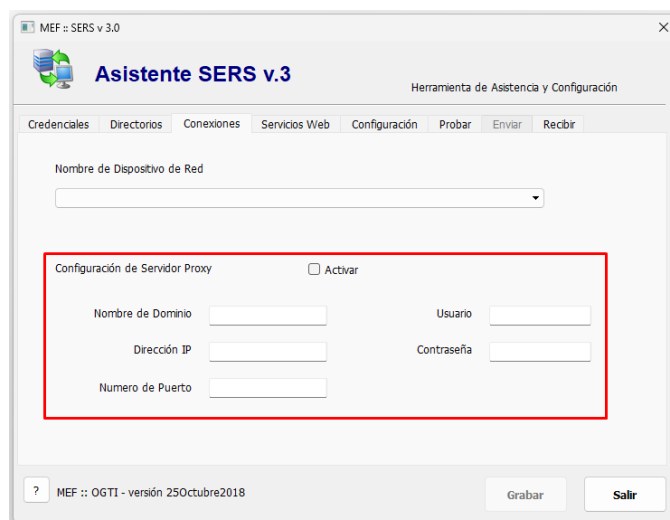 MEF :: SERS v 3.0
Asistente SERS v.3
Herramienta de Asistencia y Configuración
Credenciales Directorios Conexiones Servicios Web Configuración Probar Enviar Recibir
Nombre de Dispositivo de Red
Configuración de Servidor Proxy Activar
Nombre de Dominio Usuario
Dirección IP Contraseña
Numero de Puerto
? MEF :: OGTI - versión 25Octubre2018 Grabar Salir